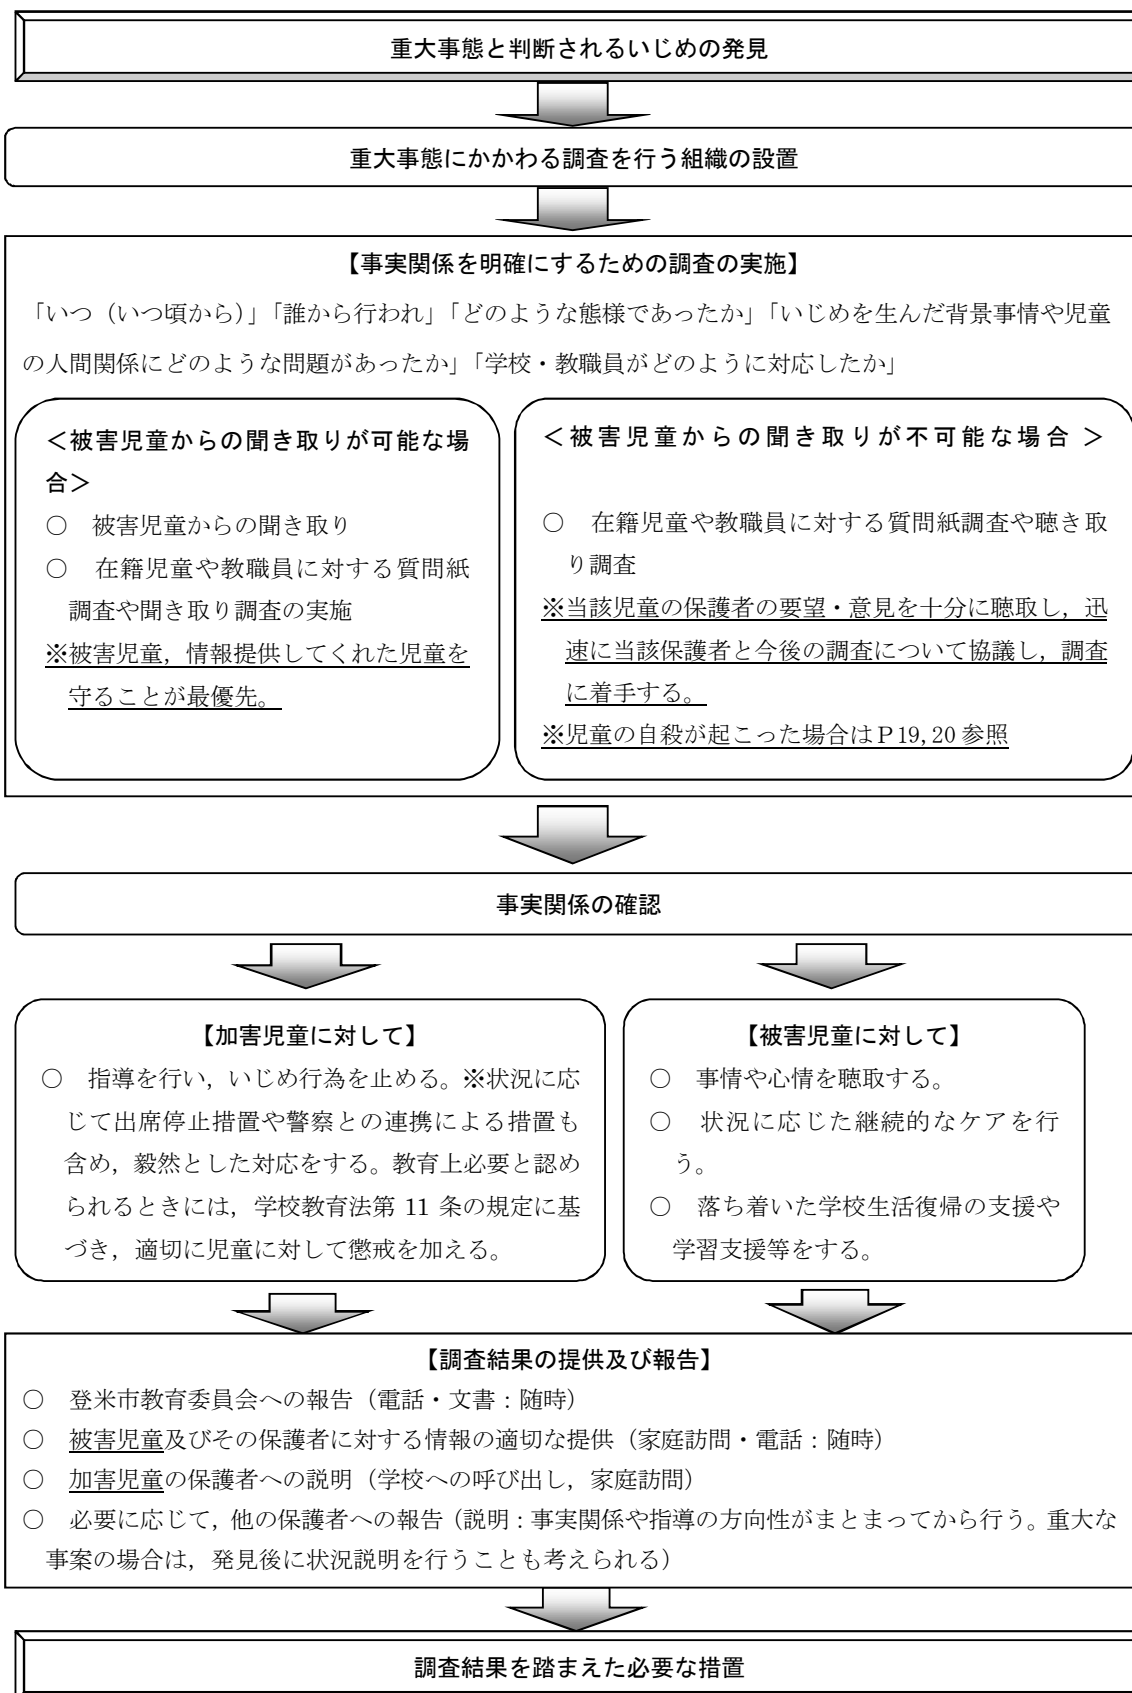 重大事態と判断されるいじめの発見
重大事態にかかわる調査を行う組織の設置
【事実関係を明確にするための調査の実施】
「いつ（いつ頃から）」「誰から行われ」「どのような態様であったか」「いじめを生んだ背景事情や児童
の人間関係にどのような問題があったか」「学校・教職員がどのように対応したか」
＜被害児童からの聞き取りが可能な場
合＞
○　被害児童からの聞き取り
○　在籍児童や教職員に対する質問紙
調査や聞き取り調査の実施
※被害児童，情報提供してくれた児童を
守ることが最優先。
＜被害児童からの聞き取りが不可能な場合＞
○　在籍児童や教職員に対する質問紙調査や聴き取
り調査
※当該児童の保護者の要望・意見を十分に聴取し，迅
速に当該保護者と今後の調査について協議し，調査
に着手する。
※児童の自殺が起こった場合はＰ19,20 参照
事実関係の確認
【加害児童に対して】
○　指導を行い，いじめ行為を止める。※状況に応
じて出席停止措置や警察との連携による措置も
含め，毅然とした対応をする。教育上必要と認め
られるときには，学校教育法第 11 条の規定に基
づき，適切に児童に対して懲戒を加える。
【被害児童に対して】
○　事情や心情を聴取する。
○　状況に応じた継続的なケアを行
う。
○　落ち着いた学校生活復帰の支援や
学習支援等をする。
【調査結果の提供及び報告】
○　登米市教育委員会への報告（電話・文書：随時）
○　被害児童及びその保護者に対する情報の適切な提供（家庭訪問・電話：随時）
○　加害児童の保護者への説明（学校への呼び出し，家庭訪問）
○　必要に応じて，他の保護者への報告（説明：事実関係や指導の方向性がまとまってから行う。重大な
事案の場合は，発見後に状況説明を行うことも考えられる）
調査結果を踏まえた必要な措置